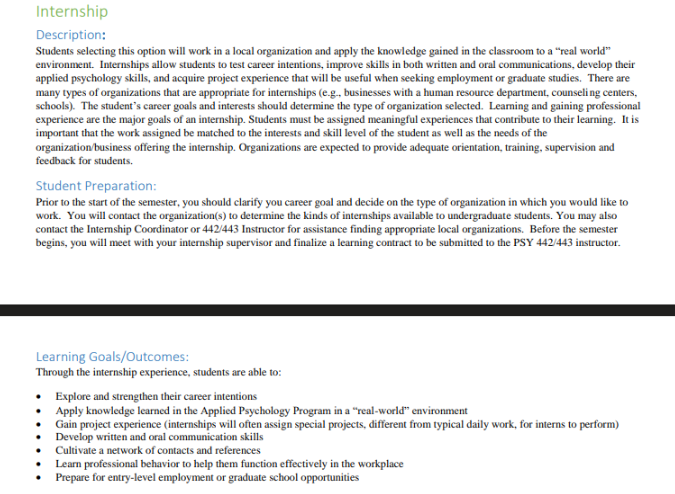 Internship
Description:
Students selecting this option will work in a local organization and apply the knowledge gained in the classroom to a “real world”
environment.  Internships allow students to test career intentions, improve skills in both written and oral communications, develop their
applied psychology skills, and acquire project experience that will be useful when seeking employment or graduate studies.  There are
many types of organizations that are appropriate for internships (e.g., businesses with a human resource department, counseling centers,
schools).  The student’s career goals and interests should determine the type of organization selected.  Learning and gaining professional
experience are the major goals of an internship. Students must be assigned meaningful experiences that contribute to their learning.  It is
important that the work assigned be matched to the interests and skill level of the student as well as the needs of the
organization/business offering the internship. Organizations are expected to provide adequate orientation, training, supervision and
feedback for students.
Student Preparation:
Prior to the start of the semester, you should clarify you career goal and decide on the type of organization in which you would like to
work.  You will contact the organization(s) to determine the kinds of internships available to undergraduate students. You may also
contact the Internship Coordinator or 442/443 Instructor for assistance finding appropriate local organizations.  Before the semester
begins, you will meet with your internship supervisor and finalize a learning contract to be submitted to the PSY 442/443 instructor.
Learning Goals/Outcomes:
Through the internship experience, students are able to:
• Explore and strengthen their career intentions
• Apply knowledge learned in the Applied Psychology Program in a “real-world” environment
• Gain project experience (internships will often assign special projects, different from typical daily work, for interns to perform)
• Develop written and oral communication skills
• Cultivate a network of contacts and references
• Learn professional behavior to help them function effectively in the workplace
• Prepare for entry-level employment or graduate school opportunities